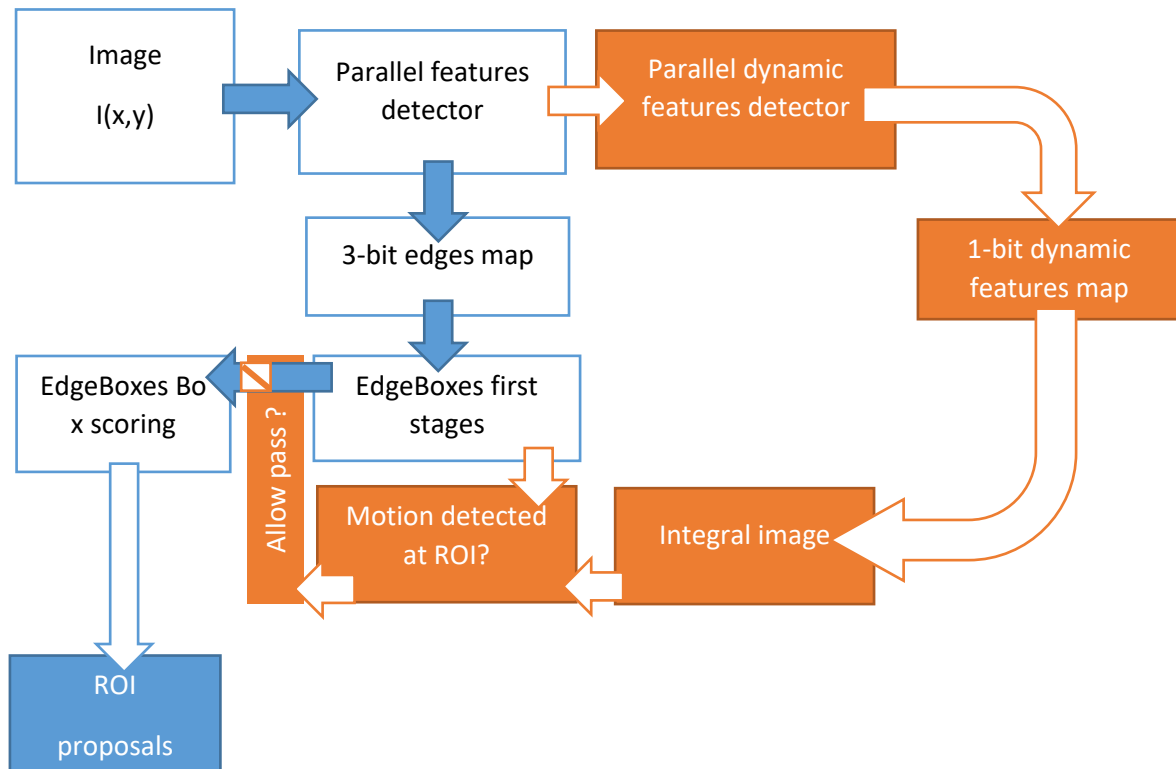 Image
I(x,y)
Parallel features
detector
Parallel dynamic
features detector
3-bit edges map
1-bit dynamic
features map
EdgeBoxes Bo
x scoring
Allow pass ?
EdgeBoxes first
stages
Motion detected
at ROI?
Integral image
ROI
proposals